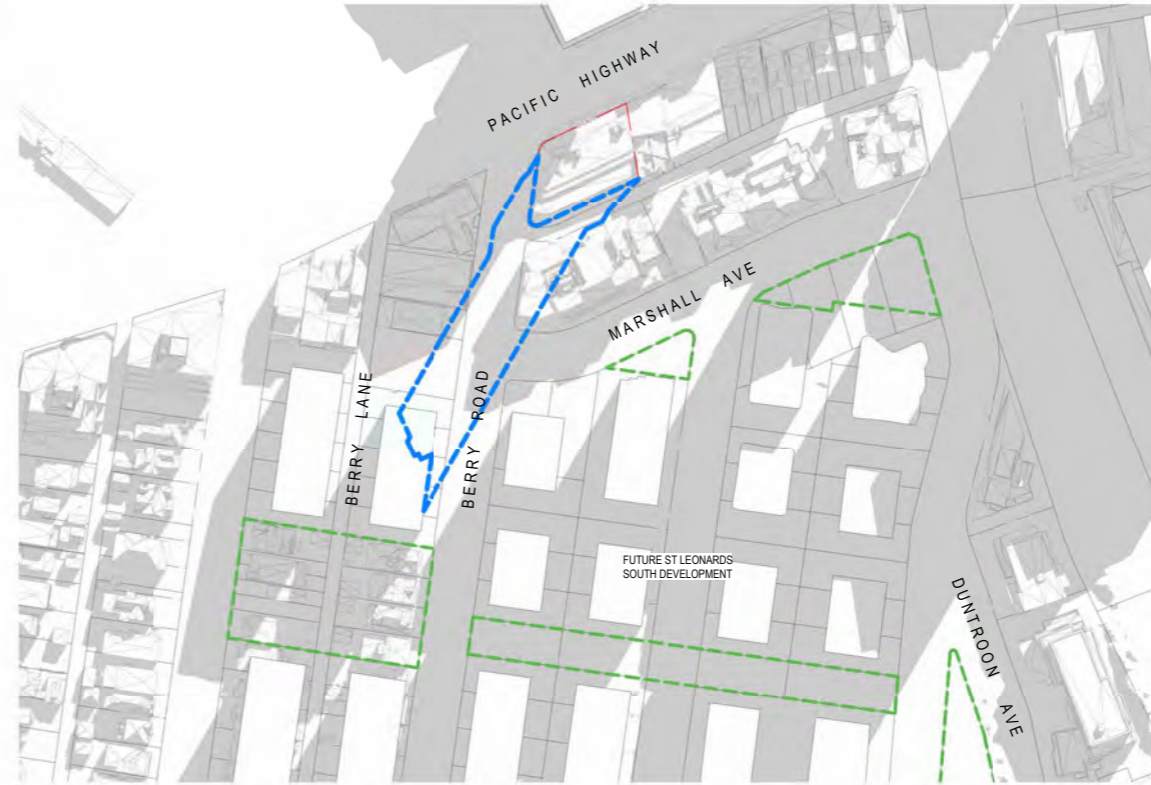 PACIFIC HIGHWAY
MARSHALL AVE
BERRY LANE
BERRY ROAD
FUTURE ST LEONARDS
SOUTH DEVELOPMENT
DUNTROON AVE